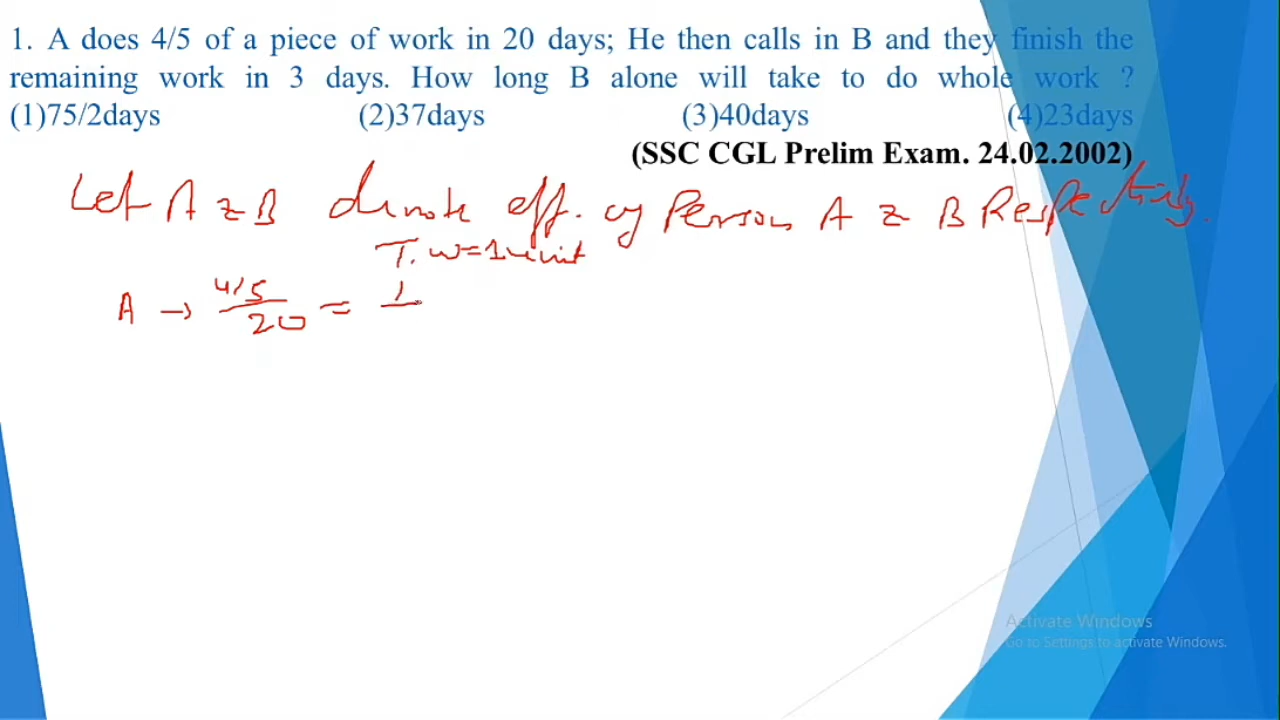 1. A does 4/5 of a piece of work in 20 days; He then calls in B and they finish the
remaining work in 3 days. How long B alone will take to do whole work ?
(1)75/2days (2)37days (3)40days (4)23days
(SSC CGL Prelim Exam. 24.02.2002)
Let A & B denote eff. of Person A & B Respectively.
T.W=1unit
A → 4/5/20 = 1
Activate Windows
Go to Settings to activate Windows.